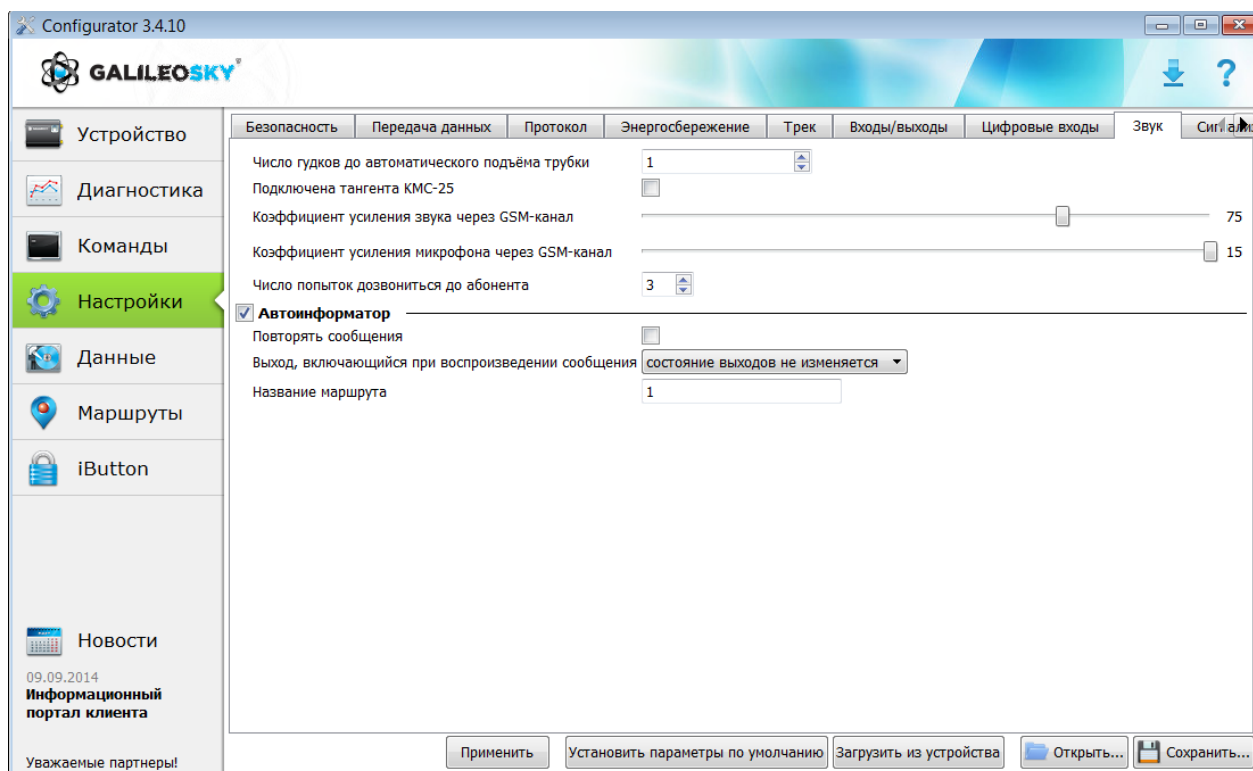 Configurator 3.4.10
GALILEOSKY
?
Устройство
Диагностика
Команды
Настройки
Данные
Маршруты
iButton
Новости
09.09.2014
Информационный
портал клиента
Уважаемые партнеры!
Безопасность Передача данных Протокол Энергосбережение Трек Входы/выходы Цифровые входы Звук
Число гудков до автоматического подъёма трубки 1
Подключена тангента КМС-25
Коэффициент усиления звука через GSM-канал 75
Коэффициент усиления микрофона через GSM-канал 15
Число попыток дозвониться до абонента 3
Автоинформатор
Повторять сообщения
Выход, включающийся при воспроизведении сообщения состояние выходов не изменяется
Название маршрута 1
Применить Установить параметры по умолчанию Загрузить из устройства Открыть... Сохранить...